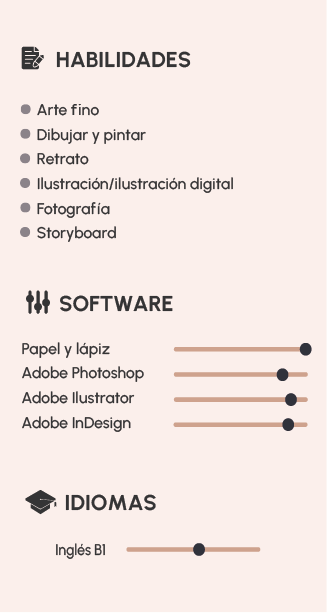 HABILIDADES
Arte fino
Dibujar y pintar
Retrato
Ilustración/ilustración digital
Fotografía
Storyboard
SOFTWARE
Papel y lápiz
Adobe Photoshop
Adobe Ilustrator
Adobe InDesign
IDIOMAS
Inglés B1